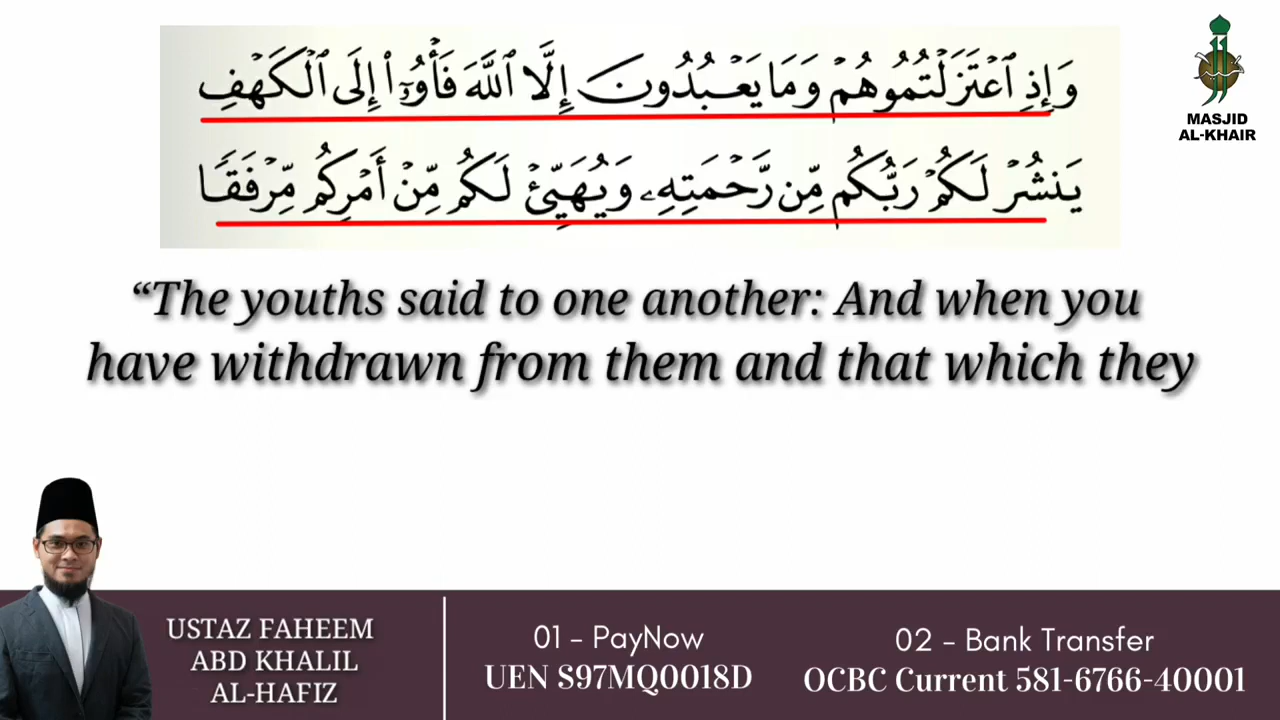 وَإِذِ ٱعْتَزَلْتُمُوهُمْ وَمَا يَعْبُدُونَ إِلَّا ٱللَّهَ فَأْوُۥٓا۟ إِلَى ٱلْكَهْفِ
يَنشُرْ لَكُمْ رَبُّكُم مِّن رَّحْمَتِهِۦ وَيُهَيِّئْ لَكُم مِّنْ أَمْرِكُم مِّرْفَقًا
MASJID
AL-KHAIR
“The youths said to one another: And when you
have withdrawn from them and that which they
USTAZ FAHEEM
ABD KHALIL
AL-HAFIZ
01 – PayNow
UEN S97MQ0018D
02 – Bank Transfer
OCBC Current 581-6766-40001